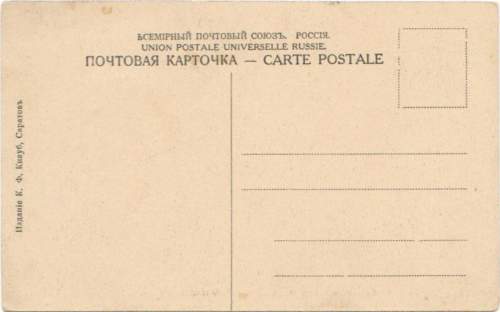 ВСЕМІРНЫЙ ПОЧТОВЫЙ СОЮЗЪ. РОССІЯ.
UNION POSTALE UNIVERSELLE RUSSIE.
ПОЧТОВАЯ КАРТОЧКА — CARTE POSTALE
Изданіе К. Ф. Кнаубъ, Саратовъ